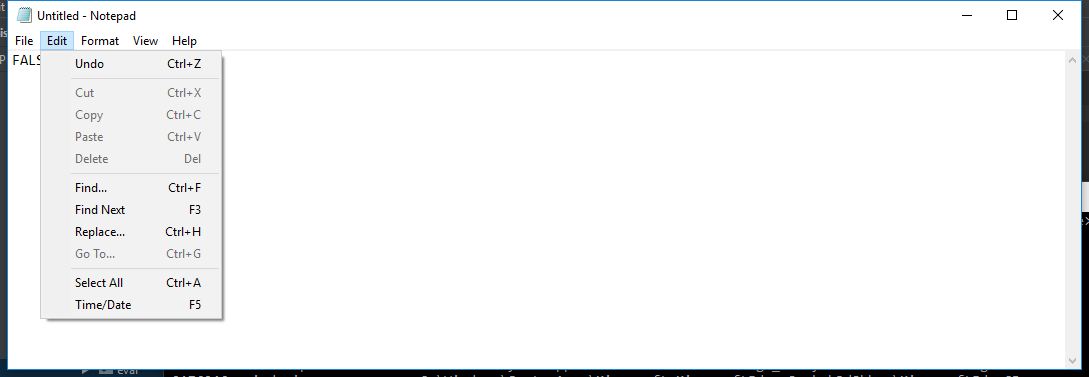 Untitled - Notepad
File Edit Format View Help
FALS
Undo Ctrl+Z
Cut Ctrl+X
Copy Ctrl+C
Paste Ctrl+V
Delete Del
Find... Ctrl+F
Find Next F3
Replace... Ctrl+H
Go To... Ctrl+G
Select All Ctrl+A
Time/Date F5
eval